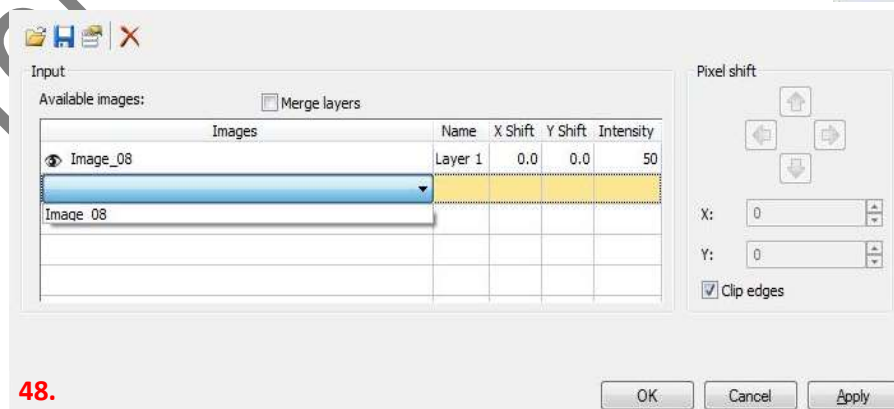 Input
Available images:
Merge layers
Images Name X Shift Y Shift Intensity
Image_08 Layer 1 0.0 0.0 50
Image_08
Pixel shift
X: 0
Y: 0
Clip edges
48.
OK Cancel Apply